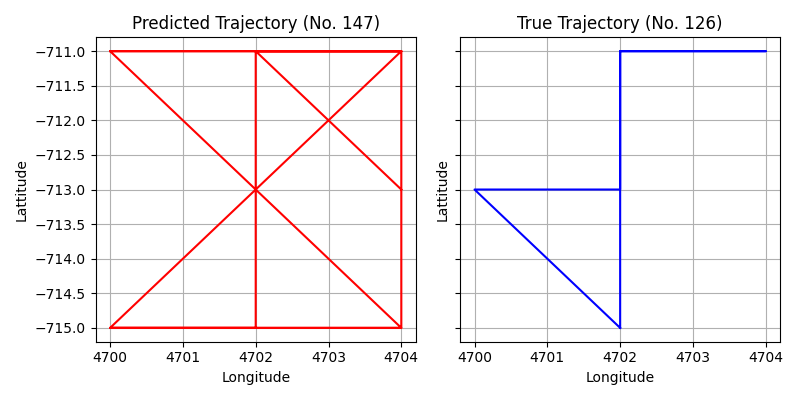 Predicted Trajectory (No. 147)
True Trajectory (No. 126)
−711.0
−711.5
−712.0
−712.5
−713.0
−713.5
−714.0
−714.5
−715.0
Lattitude
Lattitude
4700 4701 4702 4703 4704
4700 4701 4702 4703 4704
Longitude
Longitude